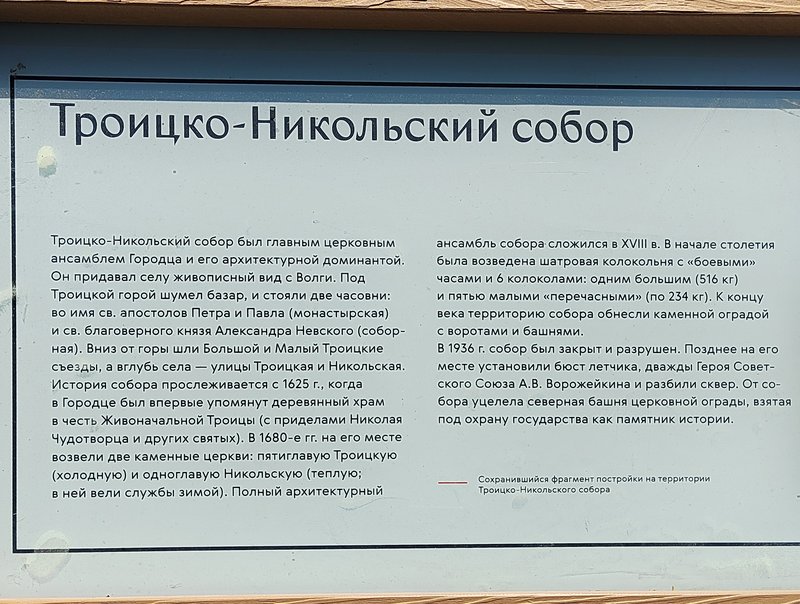 Троицко-Никольский собор
Троицко-Никольский собор был главным церковным
ансамблем Городца и его архитектурной доминантой.
Он придавал селу живописный вид с Волги. Под
Троицкой горой шумел базар, и стояли две часовни:
во имя св. апостолов Петра и Павла (монастырская)
и св. благоверного князя Александра Невского (собор-
ная). Вниз от горы шли Большой и Малый Троицкие
съезды, а вглубь села — улицы Троицкая и Никольская.
История собора прослеживается с 1625 г., когда
в Городце был впервые упомянут деревянный храм
в честь Живоначальной Троицы (с приделами Николая
Чудотворца и других святых). В 1680-е гг. на его месте
возвели две каменные церкви: пятиглавую Троицкую
(холодную) и одноглавую Никольскую (теплую;
в ней вели службы зимой). Полный архитектурный
ансамбль собора сложился в XVIII в. В начале столетия
была возведена шатровая колокольня с «боевыми»
часами и 6 колоколами: одним большим (516 кг)
и пятью малыми «перечасными» (по 234 кг). К концу
века территорию собора обнесли каменной оградой
с воротами и башнями.
В 1936 г. собор был закрыт и разрушен. Позднее на его
месте установили бюст летчика, дважды Героя Совет-
ского Союза А.В. Ворожейкина и разбили сквер. От со-
бора уцелела северная башня церковной ограды, взятая
под охрану государства как памятник истории.
Сохранившийся фрагмент постройки на территории
Троицко-Никольского собора